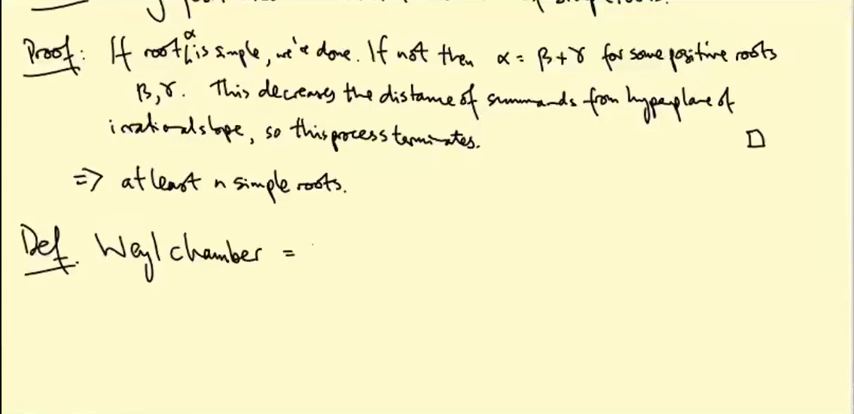 Proof: If root α is simple, we're done. If not then α = β+γ for some positive roots
β,γ. This decreases the distance of summands from hyperplane of
irrational slope, so this process terminates. □
=> at least n simple roots.
Def. Weyl chamber =